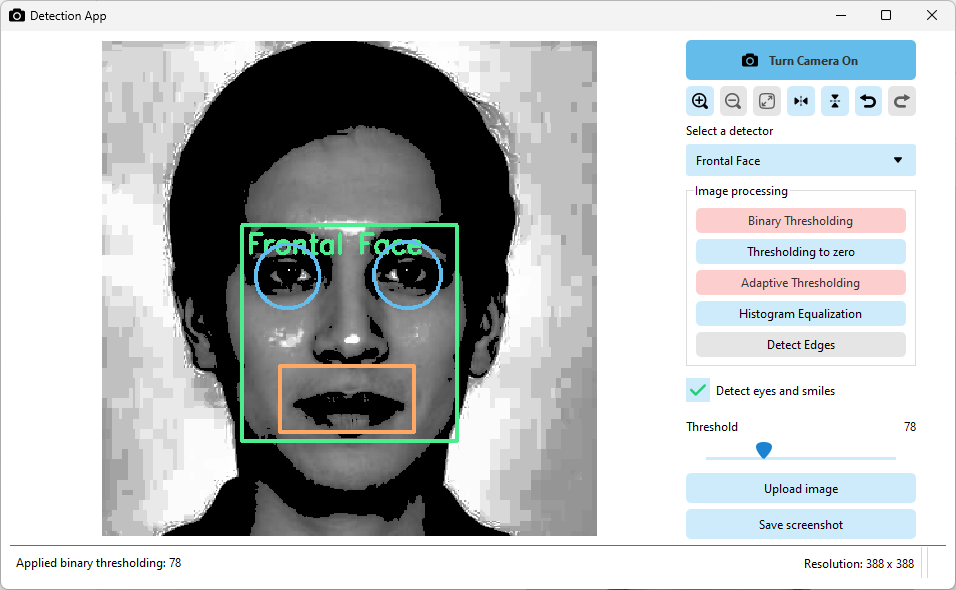 Detection App
Turn Camera On
Select a detector
Frontal Face
Image processing
Binary Thresholding
Thresholding to zero
Adaptive Thresholding
Histogram Equalization
Detect Edges
Detect eyes and smiles
Threshold 78
Upload image
Save screenshot
Frontal Face
Applied binary thresholding: 78
Resolution: 388 x 388